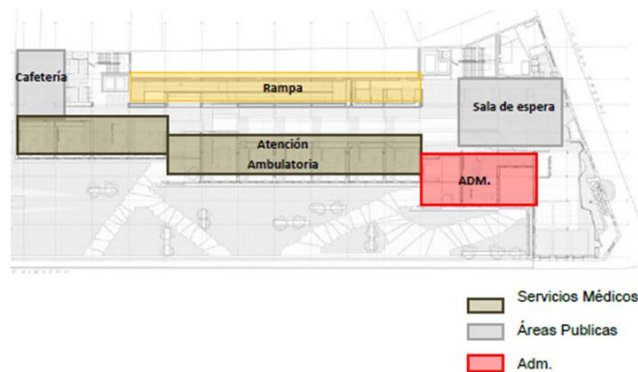 Cafetería
Rampa
Sala de espera
Atención
Ambulatoria
ADM.
Servicios Médicos
Áreas Publicas
Adm.